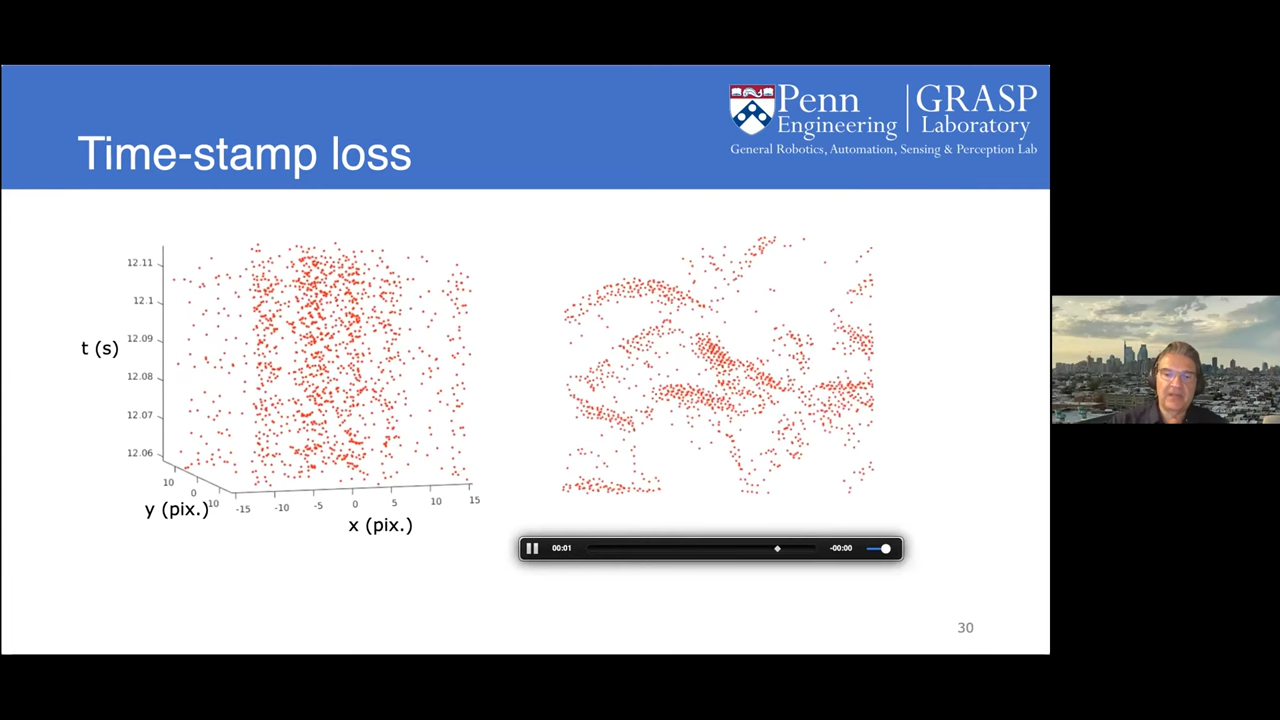 Time-stamp loss
Penn
Engineering
GRASP
Laboratory
General Robotics, Automation, Sensing & Perception Lab
12.11
12.1
12.09
t (s)
12.08
12.07
12.06
10
0
10
y (pix.)
-15
-10
-5
0
5
10
15
x (pix.)
00:01
-00:00
30